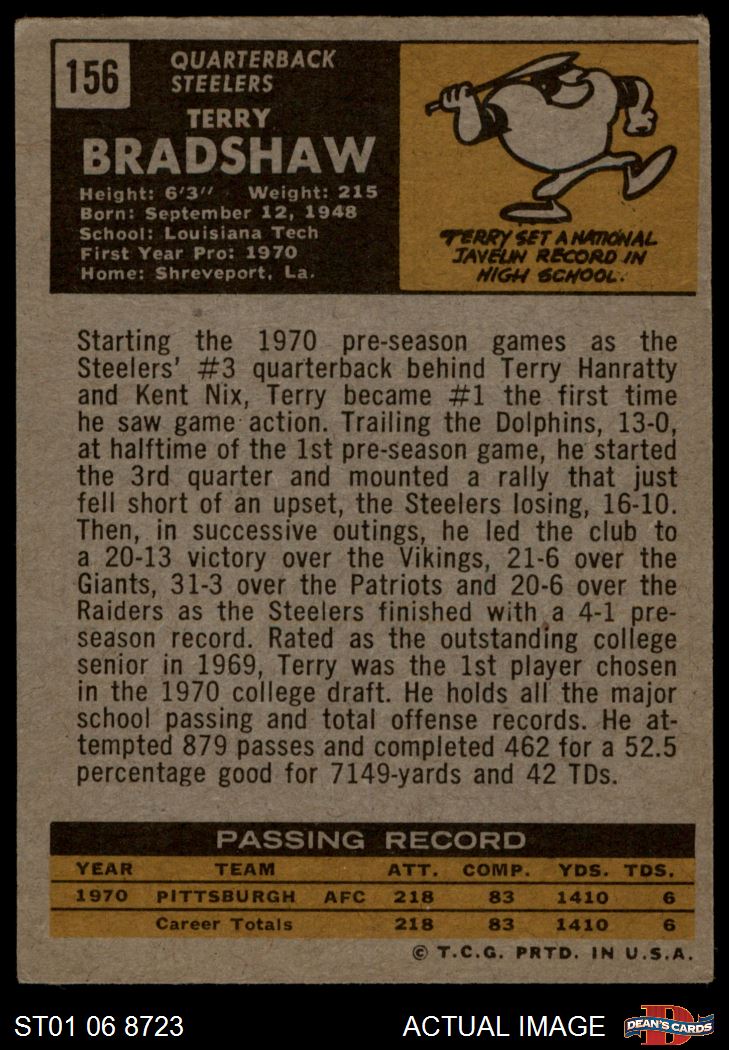 156
QUARTERBACK
STEELERS
TERRY
BRADSHAW
Height: 6'3" Weight: 215
Born: September 12, 1948
School: Louisiana Tech
First Year Pro: 1970
Home: Shreveport, La.
TERRY SET A NATIONAL
JAVELIN RECORD IN
HIGH SCHOOL.
Starting the 1970 pre-season games as the
Steelers' #3 quarterback behind Terry Hanratty
and Kent Nix, Terry became #1 the first time
he saw game action. Trailing the Dolphins, 13-0,
at halftime of the 1st pre-season game, he started
the 3rd quarter and mounted a rally that just
fell short of an upset, the Steelers losing, 16-10.
Then, in successive outings, he led the club to
a 20-13 victory over the Vikings, 21-6 over the
Giants, 31-3 over the Patriots and 20-6 over the
Raiders as the Steelers finished with a 4-1 pre-
season record. Rated as the outstanding college
senior in 1969, Terry was the 1st player chosen
in the 1970 college draft. He holds all the major
school passing and total offense records. He at-
tempted 879 passes and completed 462 for a 52.5
percentage good for 7149-yards and 42 TDs.
PASSING RECORD
YEAR TEAM ATT. COMP. YDS. TDS.
1970 PITTSBURGH AFC 218 83 1410 6
Career Totals 218 83 1410 6
© T.C.G. PRTD. IN U.S.A.
ST01 06 8723 ACTUAL IMAGE DEAN'S CARDS